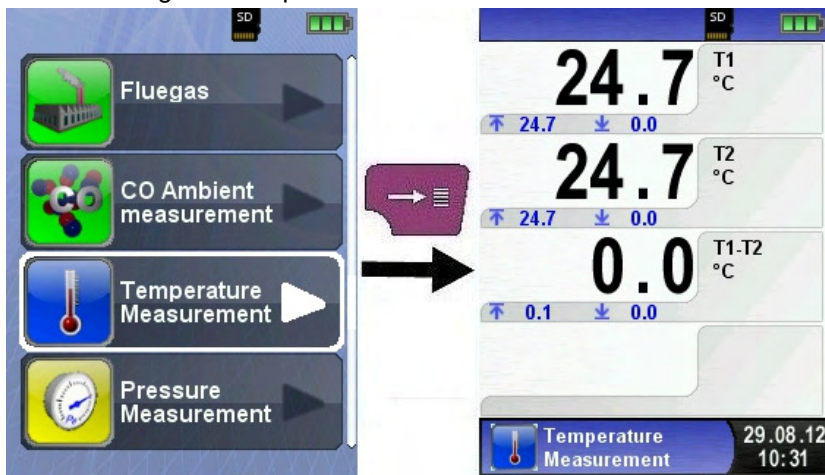 SD
Fluegas
CO
CO Ambient
measurement
Temperature
Measurement
Pa
Pressure
Measurement
SD
24.7 T1
°C
24.7 0.0
24.7 T2
°C
24.7 0.0
0.0 T1-T2
°C
0.1 0.0
Temperature
Measurement
29.08.12
10:31